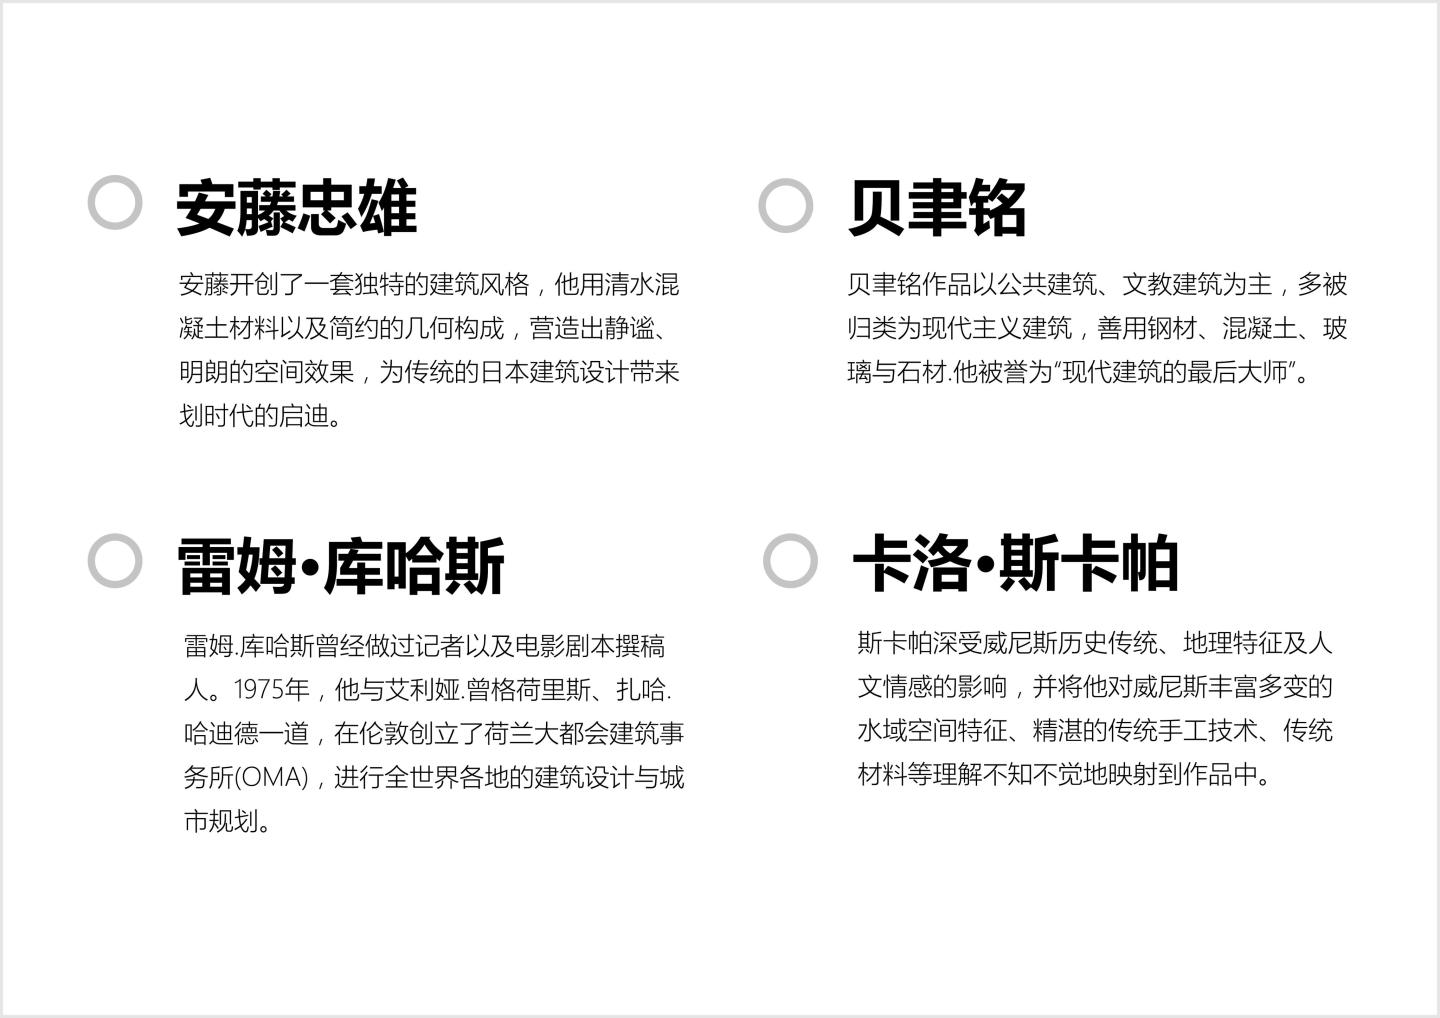 安藤忠雄
安藤开创了一套独特的建筑风格，他用清水混
凝土材料以及简约的几何构成，营造出静谧、
明朗的空间效果，为传统的日本建筑设计带来
划时代的启迪。
贝聿铭
贝聿铭作品以公共建筑、文教建筑为主，多被
归类为现代主义建筑，善用钢材、混凝土、玻
璃与石材.他被誉为“现代建筑的最后大师”。
雷姆•库哈斯
雷姆.库哈斯曾经做过记者以及电影剧本撰稿
人。1975年，他与艾利娅.曾格荷里斯、扎哈.
哈迪德一道，在伦敦创立了荷兰大都会建筑事
务所(OMA)，进行全世界各地的建筑设计与城
市规划。
卡洛•斯卡帕
斯卡帕深受威尼斯历史传统、地理特征及人
文情感的影响，并将他对威尼斯丰富多变的
水域空间特征、精湛的传统手工技术、传统
材料等理解不知不觉地映射到作品中。